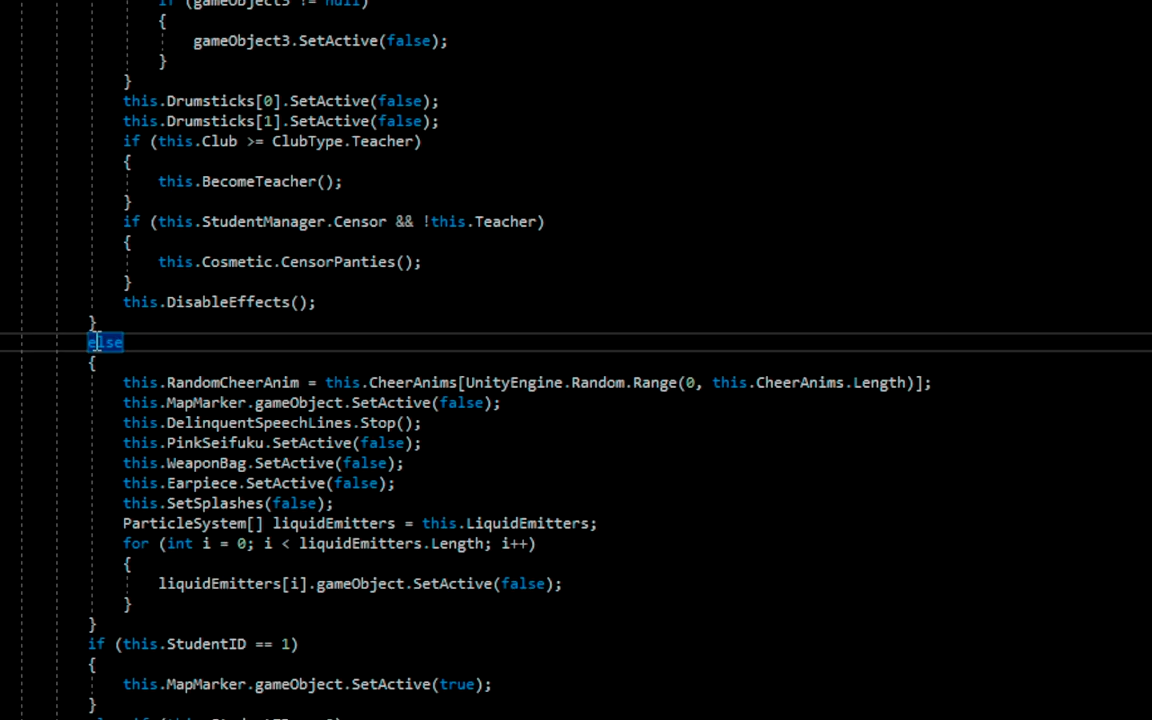 if (gameObject3 != null)
{
gameObject3.SetActive(false);
}
}
this.Drumsticks[0].SetActive(false);
this.Drumsticks[1].SetActive(false);
if (this.Club >= ClubType.Teacher)
{
this.BecomeTeacher();
}
if (this.StudentManager.Censor && !this.Teacher)
{
this.Cosmetic.CensorPanties();
}
this.DisableEffects();
}
else
{
this.RandomCheerAnim = this.CheerAnims[UnityEngine.Random.Range(0, this.CheerAnims.Length)];
this.MapMarker.gameObject.SetActive(false);
this.DelinquentSpeechLines.Stop();
this.PinkSeifuku.SetActive(false);
this.WeaponBag.SetActive(false);
this.Earpiece.SetActive(false);
this.SetSplashes(false);
ParticleSystem[] liquidEmitters = this.LiquidEmitters;
for (int i = 0; i < liquidEmitters.Length; i++)
{
liquidEmitters[i].gameObject.SetActive(false);
}
}
if (this.StudentID == 1)
{
this.MapMarker.gameObject.SetActive(true);
}